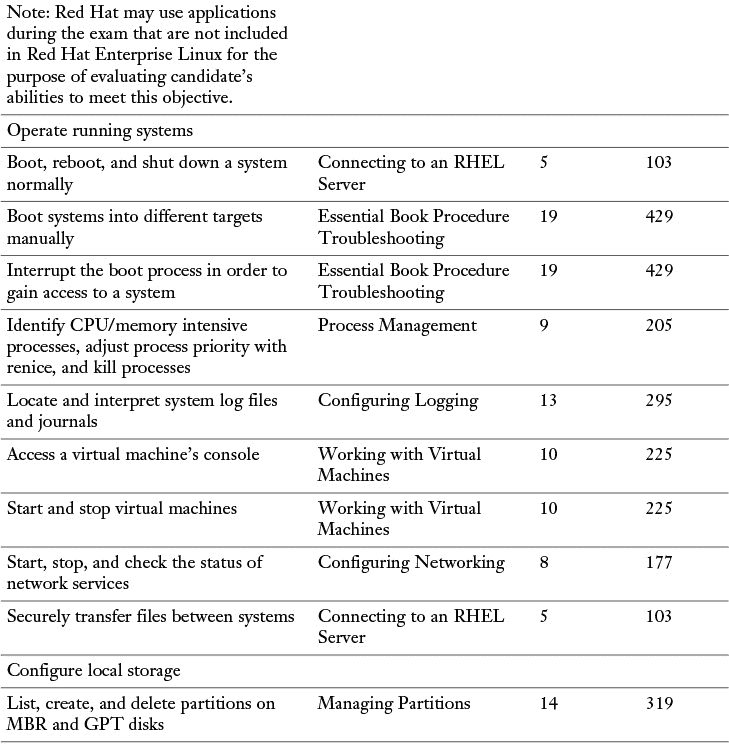 Note: Red Hat may use applications
during the exam that are not included
in Red Hat Enterprise Linux for the
purpose of evaluating candidate’s
abilities to meet this objective.
Operate running systems
Boot, reboot, and shut down a system Connecting to an RHEL 5 103
normally Server
Boot systems into different targets Essential Book Procedure 19 429
manually Troubleshooting
Interrupt the boot process in order to Essential Book Procedure 19 429
gain access to a system Troubleshooting
Identify CPU/memory intensive Process Management 9 205
processes, adjust process priority with
renice, and kill processes
Locate and interpret system log files Configuring Logging 13 295
and journals
Access a virtual machine’s console Working with Virtual 10 225
Machines
Start and stop virtual machines Working with Virtual 10 225
Machines
Start, stop, and check the status of Configuring Networking 8 177
network services
Securely transfer files between systems Connecting to an RHEL 5 103
Server
Configure local storage
List, create, and delete partitions on Managing Partitions 14 319
MBR and GPT disks